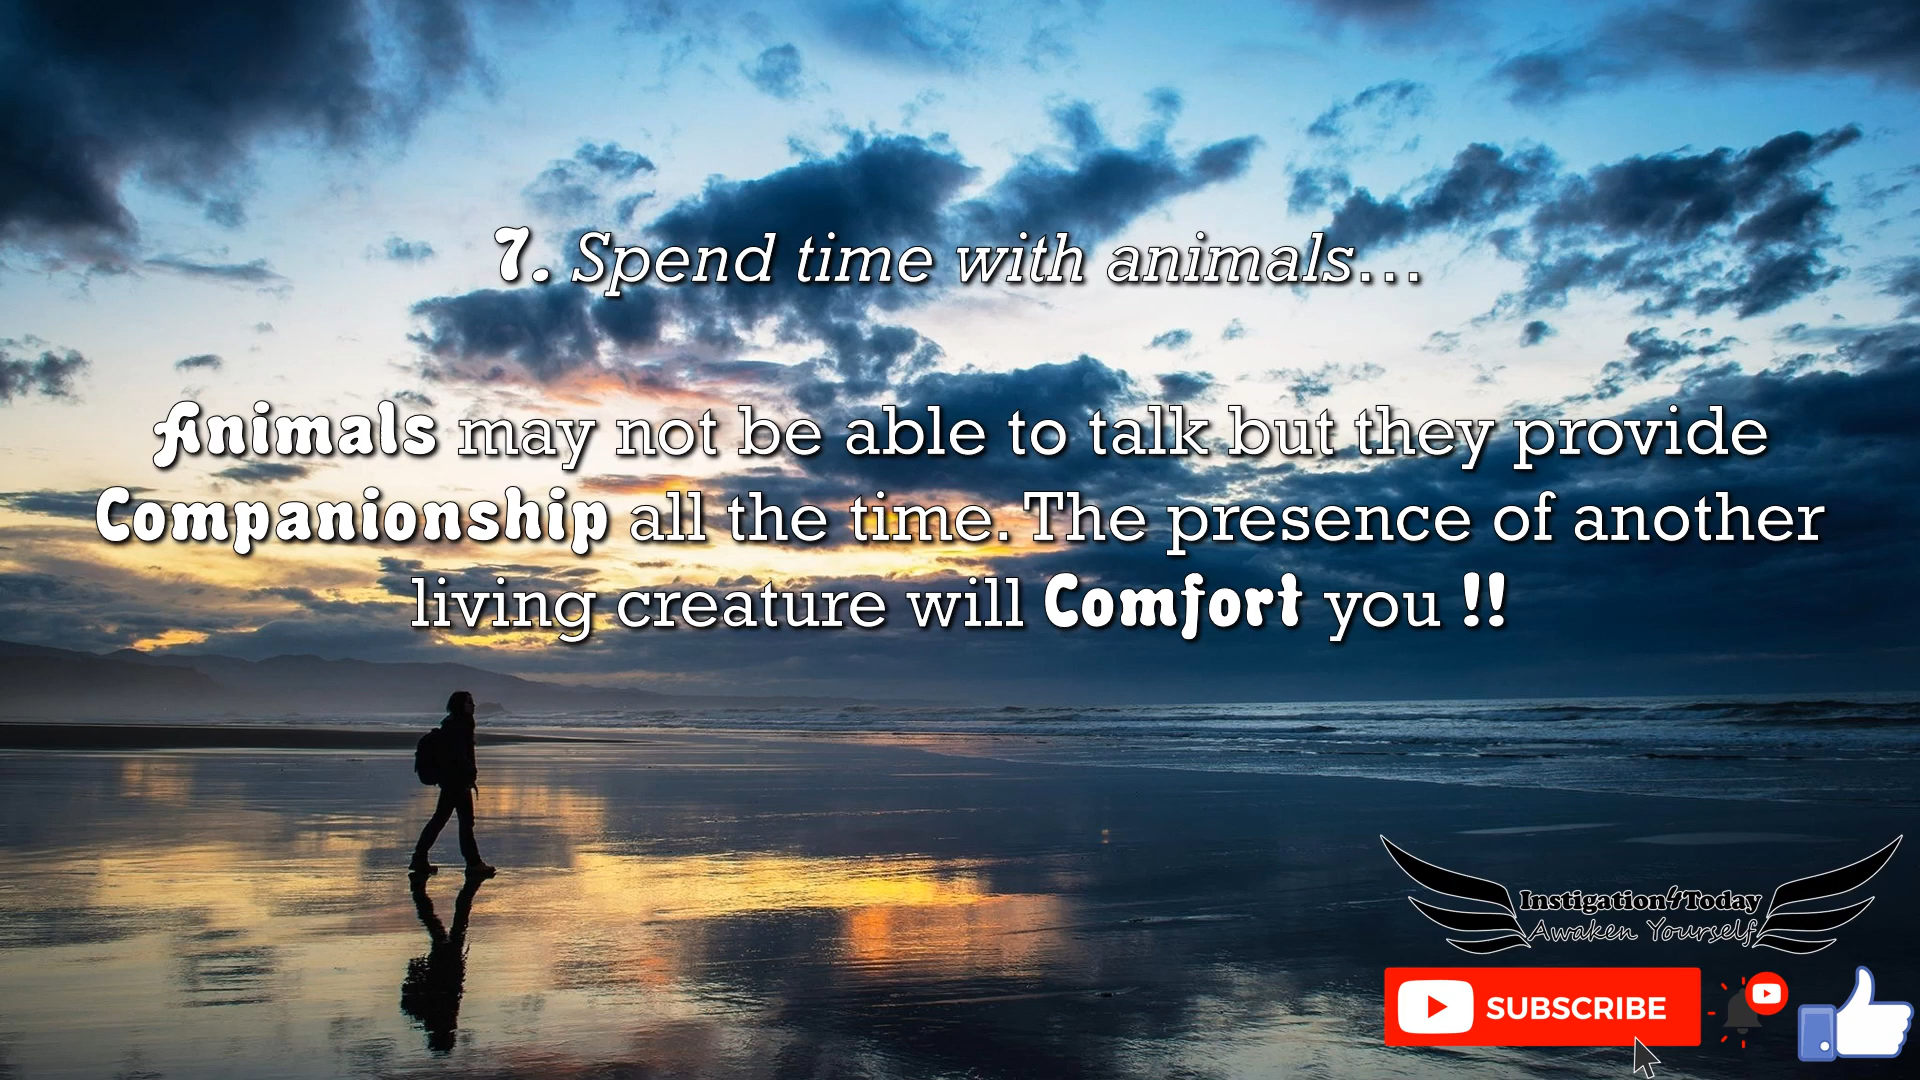 7. Spend time with animals...
Animals may not be able to talk but they provide
Companionship all the time. The presence of another
living creature will Comfort you !!
Instigation4Today
Awaken Yourself
SUBSCRIBE